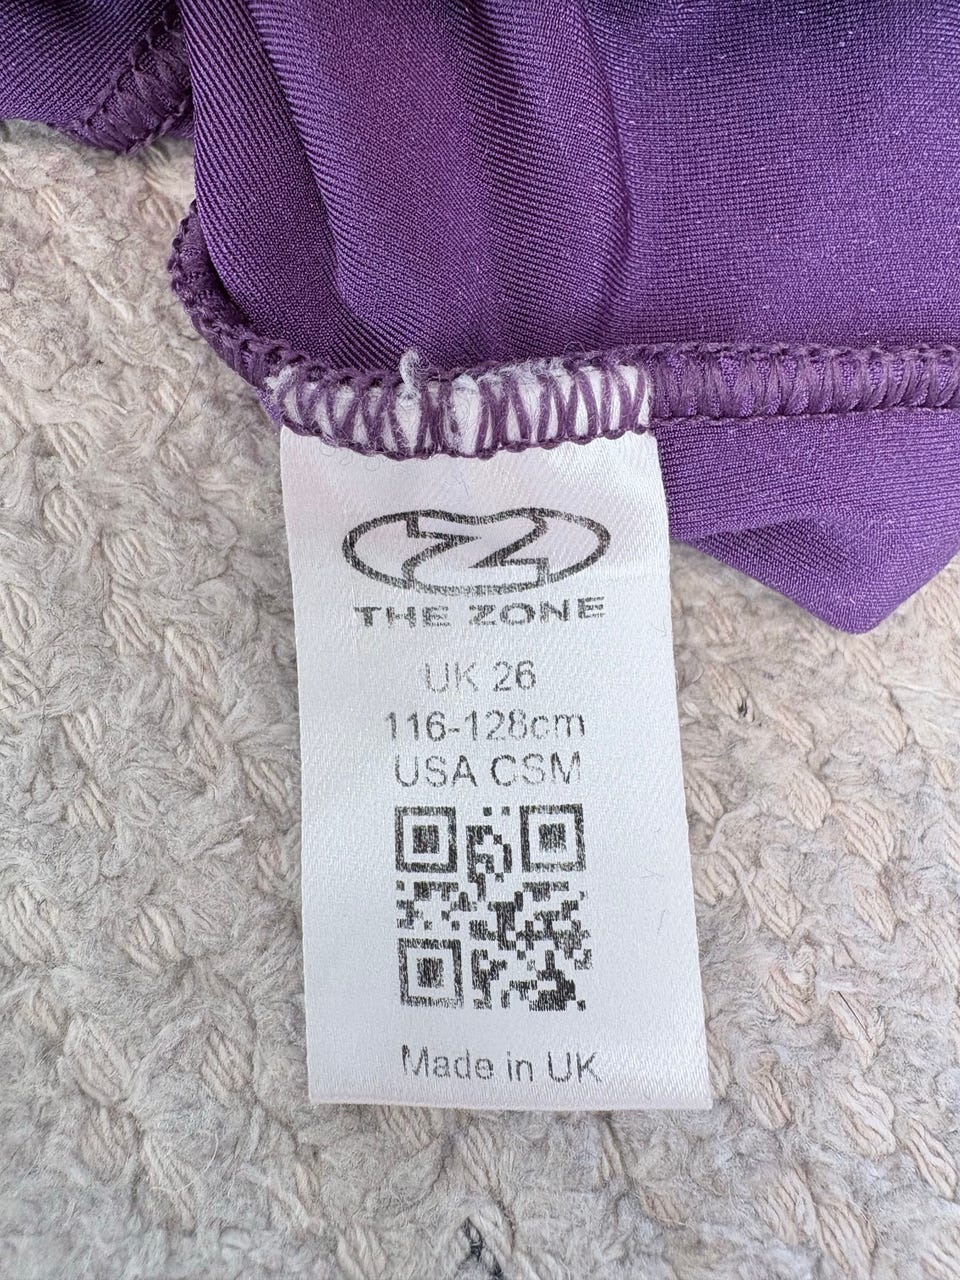 THE ZONE
UK 26
116-128cm
USA CSM
Made in UK